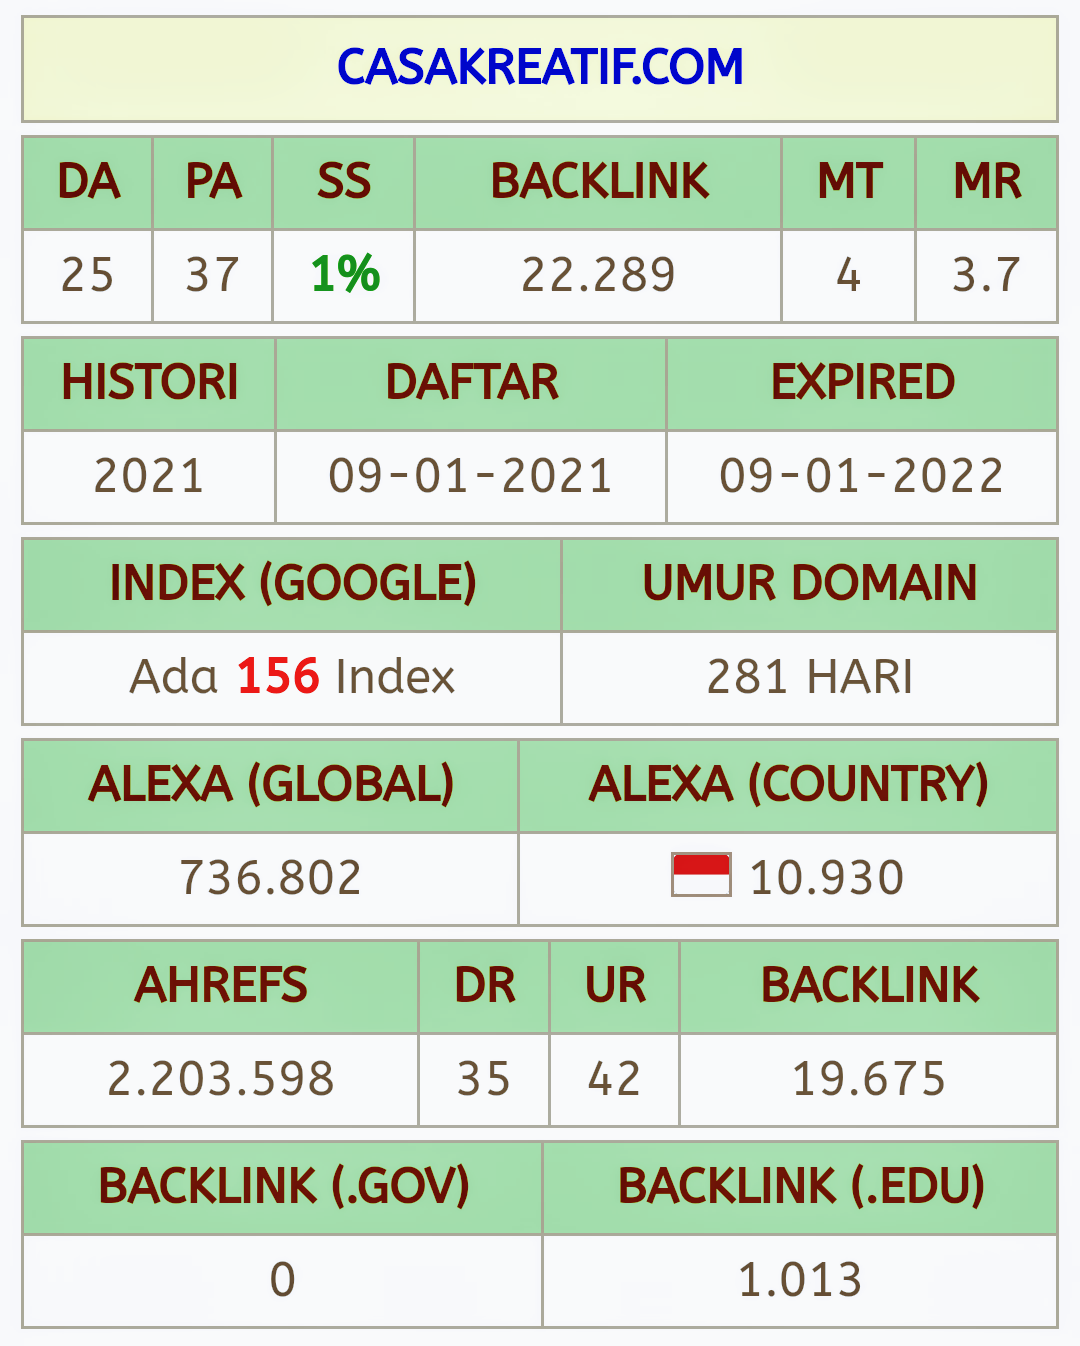 CASAKREATIF.COM
DA PA SS BACKLINK MT MR
25 37 1% 22.289 4 3.7
HISTORI DAFTAR EXPIRED
2021 09-01-2021 09-01-2022
INDEX (GOOGLE) UMUR DOMAIN
Ada 156 Index 281 HARI
ALEXA (GLOBAL) ALEXA (COUNTRY)
736.802 10.930
AHREFS DR UR BACKLINK
2.203.598 35 42 19.675
BACKLINK (.GOV) BACKLINK (.EDU)
0 1.013